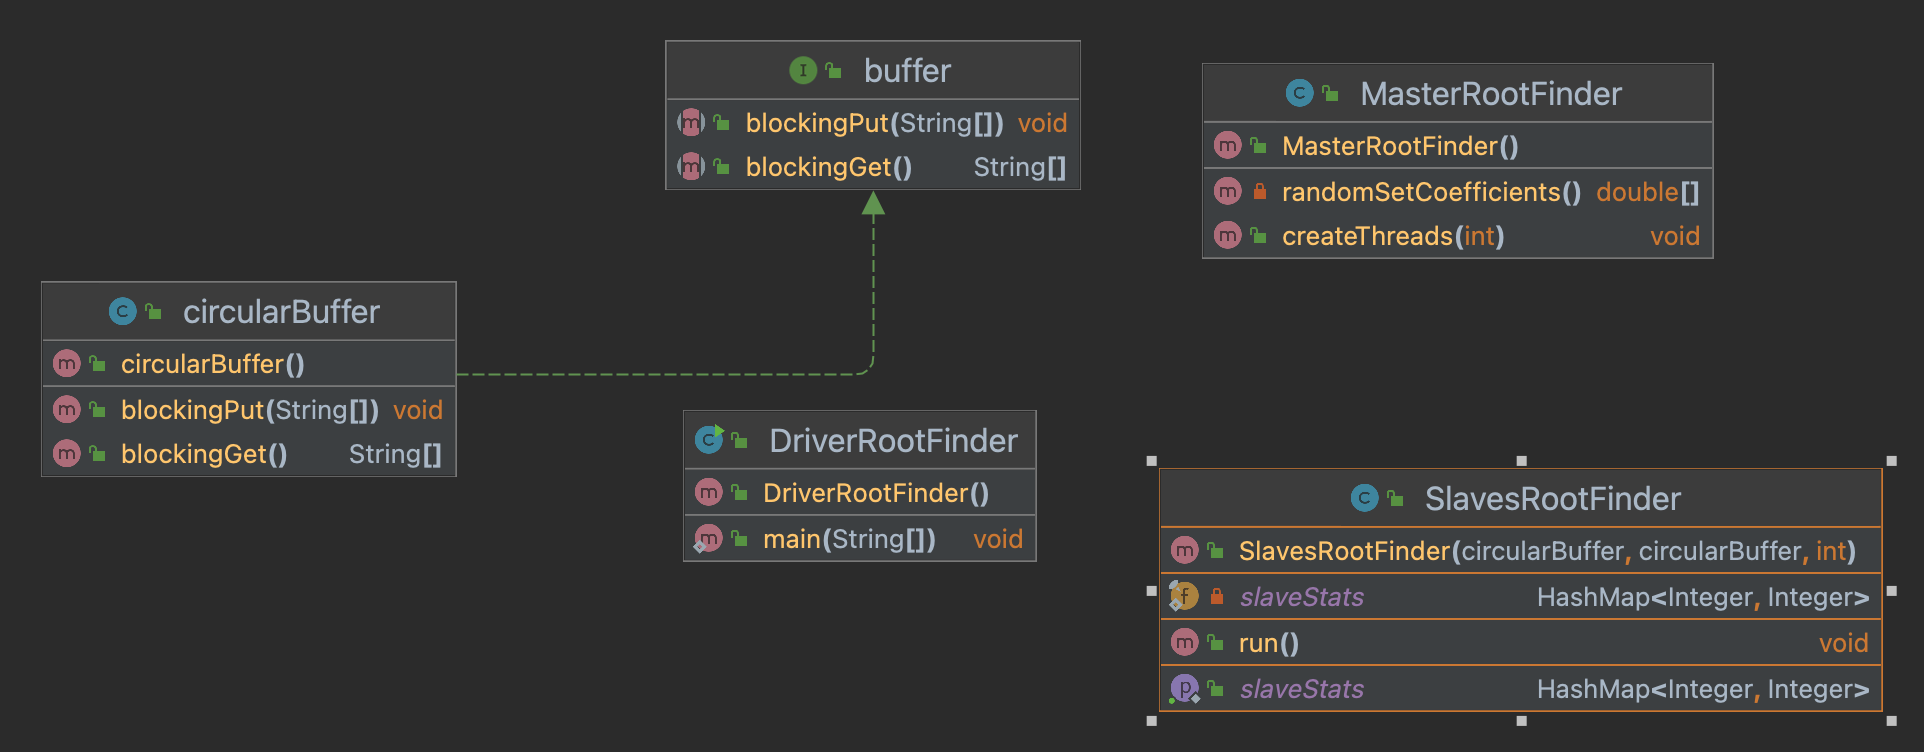 buffer
blockingPut(String[]) void
blockingGet() String[]
MasterRootFinder
MasterRootFinder()
randomSetCoefficients() double[]
createThreads(int) void
circularBuffer
circularBuffer()
blockingPut(String[]) void
blockingGet() String[]
DriverRootFinder
DriverRootFinder()
main(String[]) void
SlavesRootFinder
SlavesRootFinder(circularBuffer, circularBuffer, int)
slaveStats HashMap<Integer, Integer>
run() void
slaveStats HashMap<Integer, Integer>